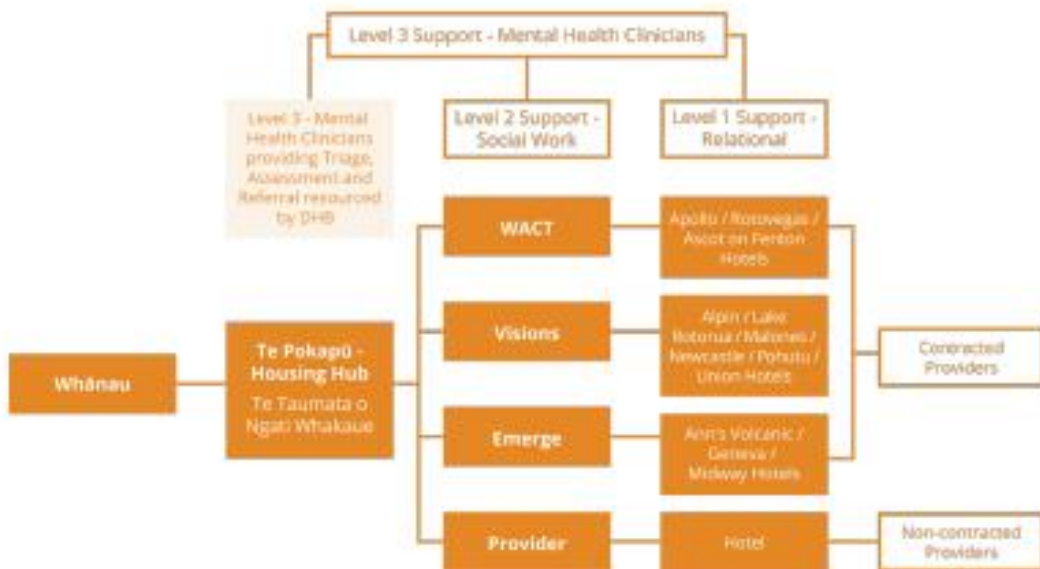 Level 3 Support - Mental Health Clinicians
Level 3 - Mental
Health Clinicians
providing Triage,
Assessment and
Referral resourced
by DHB
Level 2 Support -
Social Work
Level 1 Support -
Relational
WACT
Apollo / Rotovegas /
Ascot on Fenton
Hotels
Visions
Alpin / Lake
Rotorua / Malones /
Newcastle / Pohutu /
Union Hotels
Contracted
Providers
Whānau
Te Pokapū -
Housing Hub
Te Taumata o
Ngati Whakaue
Emerge
Ann's Volcanic /
Geneva /
Midway Hotels
Provider
Hotel
Non-contracted
Providers